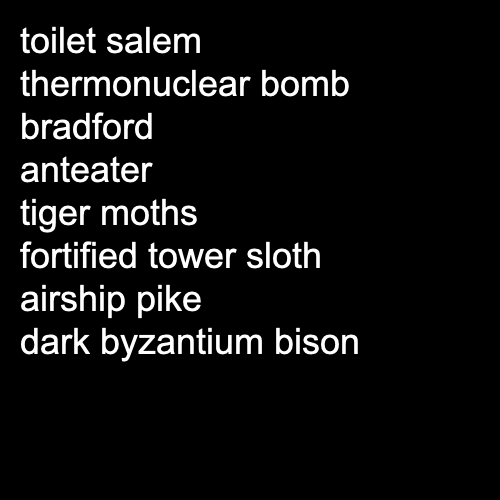 toilet salem
thermonuclear bomb
bradford
anteater
tiger moths
fortified tower sloth
airship pike
dark byzantium bison